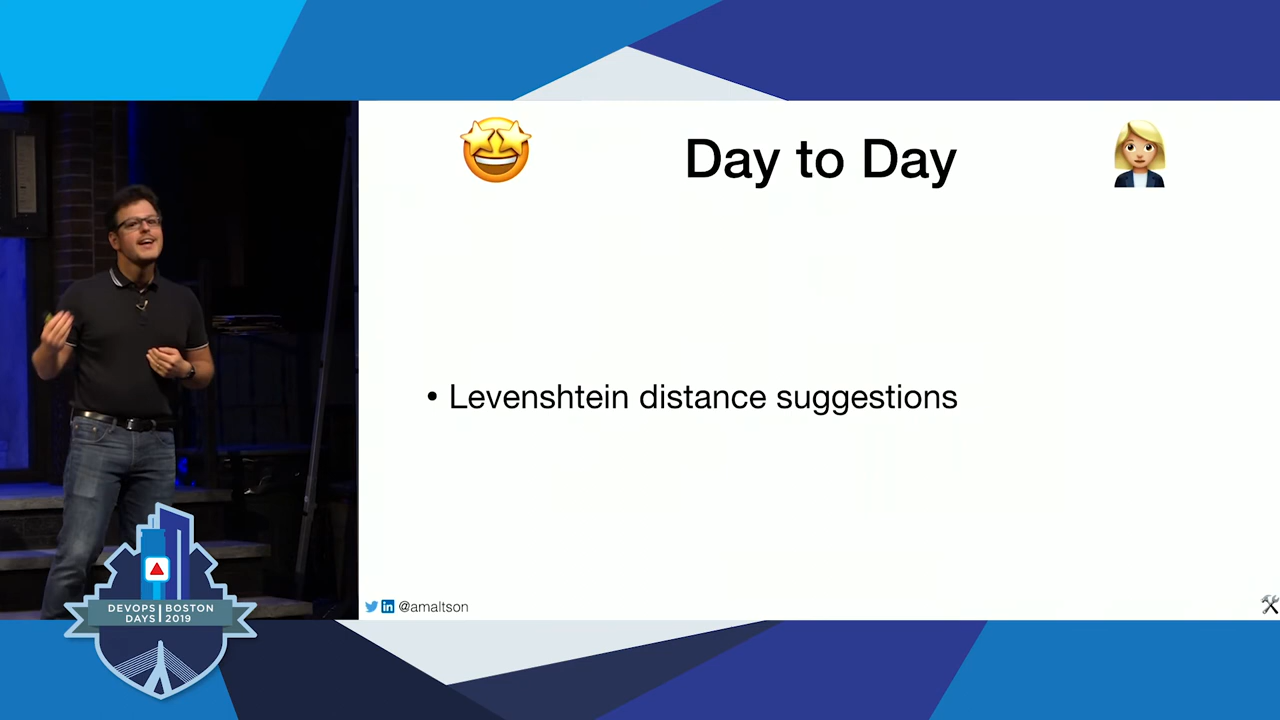 Day to Day
• Levenshtein distance suggestions
@amaltson
DEVOPS BOSTON
DAYS 2019